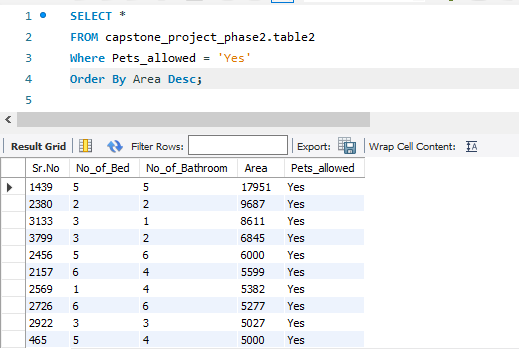 1 SELECT *
2 FROM capstone_project_phase2.table2
3 Where Pets_allowed = 'Yes'
4 Order By Area Desc;
5
Result Grid Filter Rows: Export: Wrap Cell Content: IA
Sr.No No_of_Bed No_of_Bathroom Area Pets_allowed
1439 5 5 17951 Yes
2380 2 2 9687 Yes
3133 3 1 8611 Yes
3799 3 2 6845 Yes
2456 5 6 6000 Yes
2157 6 4 5599 Yes
2569 1 4 5382 Yes
2726 6 6 5277 Yes
2922 3 3 5027 Yes
465 5 4 5000 Yes